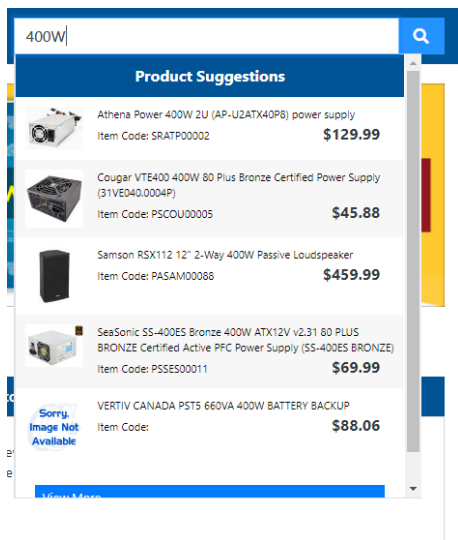 400W
Product Suggestions
Athena Power 400W 2U (AP-U2ATX40P8) power supply
Item Code: SRATP00002 $129.99
Cougar VTE400 400W 80 Plus Bronze Certified Power Supply
(31VE040.0004P)
Item Code: PSCOU00005 $45.88
Samson RSX112 12" 2-Way 400W Passive Loudspeaker
Item Code: PASAM00088 $459.99
SeaSonic SS-400ES Bronze 400W ATX12V v2.31 80 PLUS
BRONZE Certified Active PFC Power Supply (SS-400ES BRONZE)
Item Code: PSSES00011 $69.99
Sorry,
Image Not
Available
VERTIV CANADA PST5 660VA 400W BATTERY BACKUP
Item Code: $88.06
View More